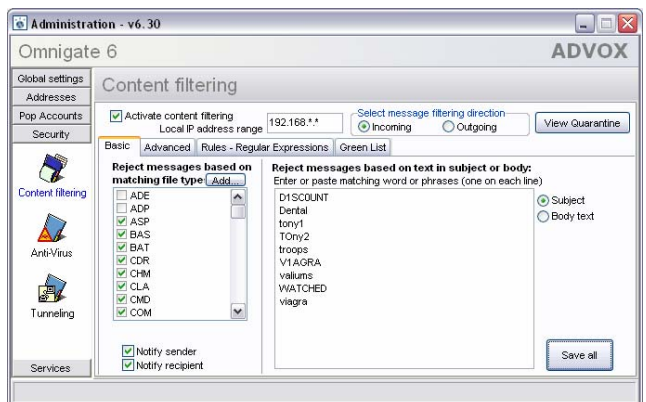 Administration - v6.30
Omnigate 6
ADVOX
Global settings
Addresses
Pop Accounts
Security
Content filtering
Anti-Virus
Tunneling
Services
Content filtering
Activate content filtering
Local IP address range
192.168.*.*
Select message filtering direction
Incoming
Outgoing
View Quarantine
Basic
Advanced
Rules - Regular Expressions
Green List
Reject messages based on
matching file type
Add...
ADE
ADP
ASP
BAS
BAT
CDR
CHM
CLA
CMD
COM
Notify sender
Notify recipient
Reject messages based on text in subject or body:
Enter or paste matching word or phrases (one on each line)
D1SC0UNT
Dental
tony1
TOny2
troops
V1AGRA
valiums
WATCHED
viagra
Subject
Body text
Save all